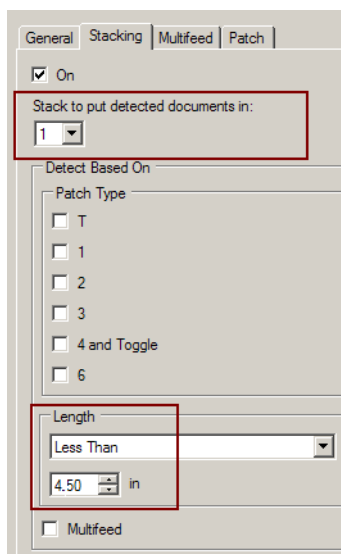 General Stacking Multifeed Patch
On
Stack to put detected documents in:
1
Detect Based On
Patch Type
T
1
2
3
4 and Toggle
6
Length
Less Than
4.50 in
Multifeed